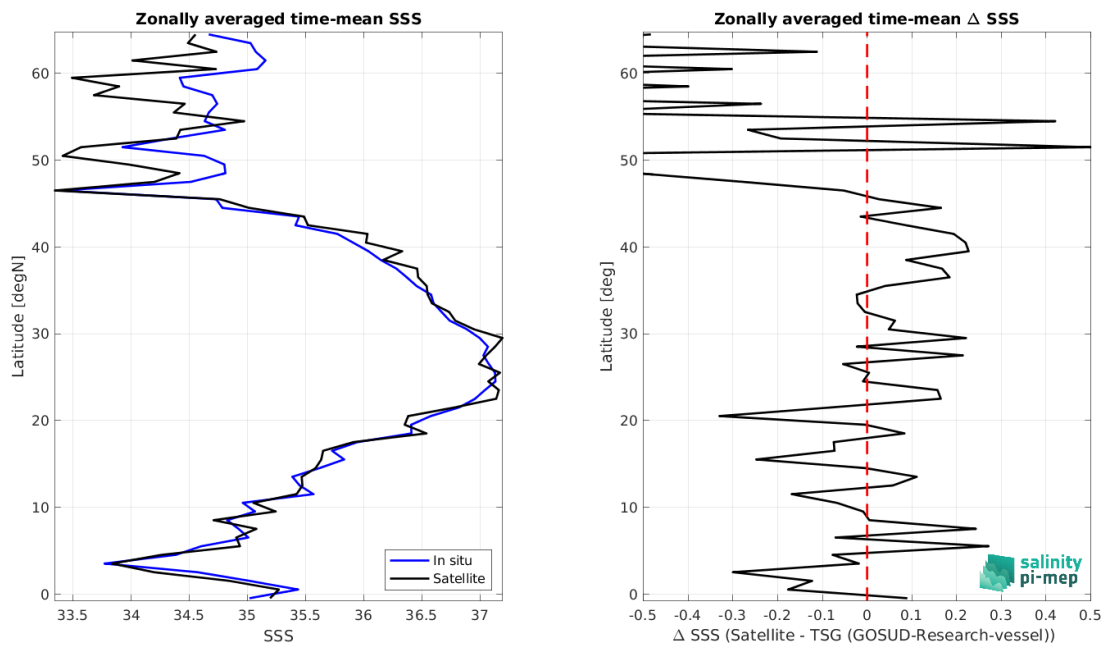 Zonally averaged time-mean SSS
60
50
40
30
20
10
0
Latitude [degN]
33.5 34 34.5 35 35.5 36 36.5 37
SSS
In situ
Satellite
Zonally averaged time-mean Δ SSS
60
50
40
30
20
10
0
Latitude [deg]
-0.5 -0.4 -0.3 -0.2 -0.1 0 0.1 0.2 0.3 0.4 0.5
Δ SSS (Satellite - TSG (GOSUD-Research-vessel))
salinity
pi-mep